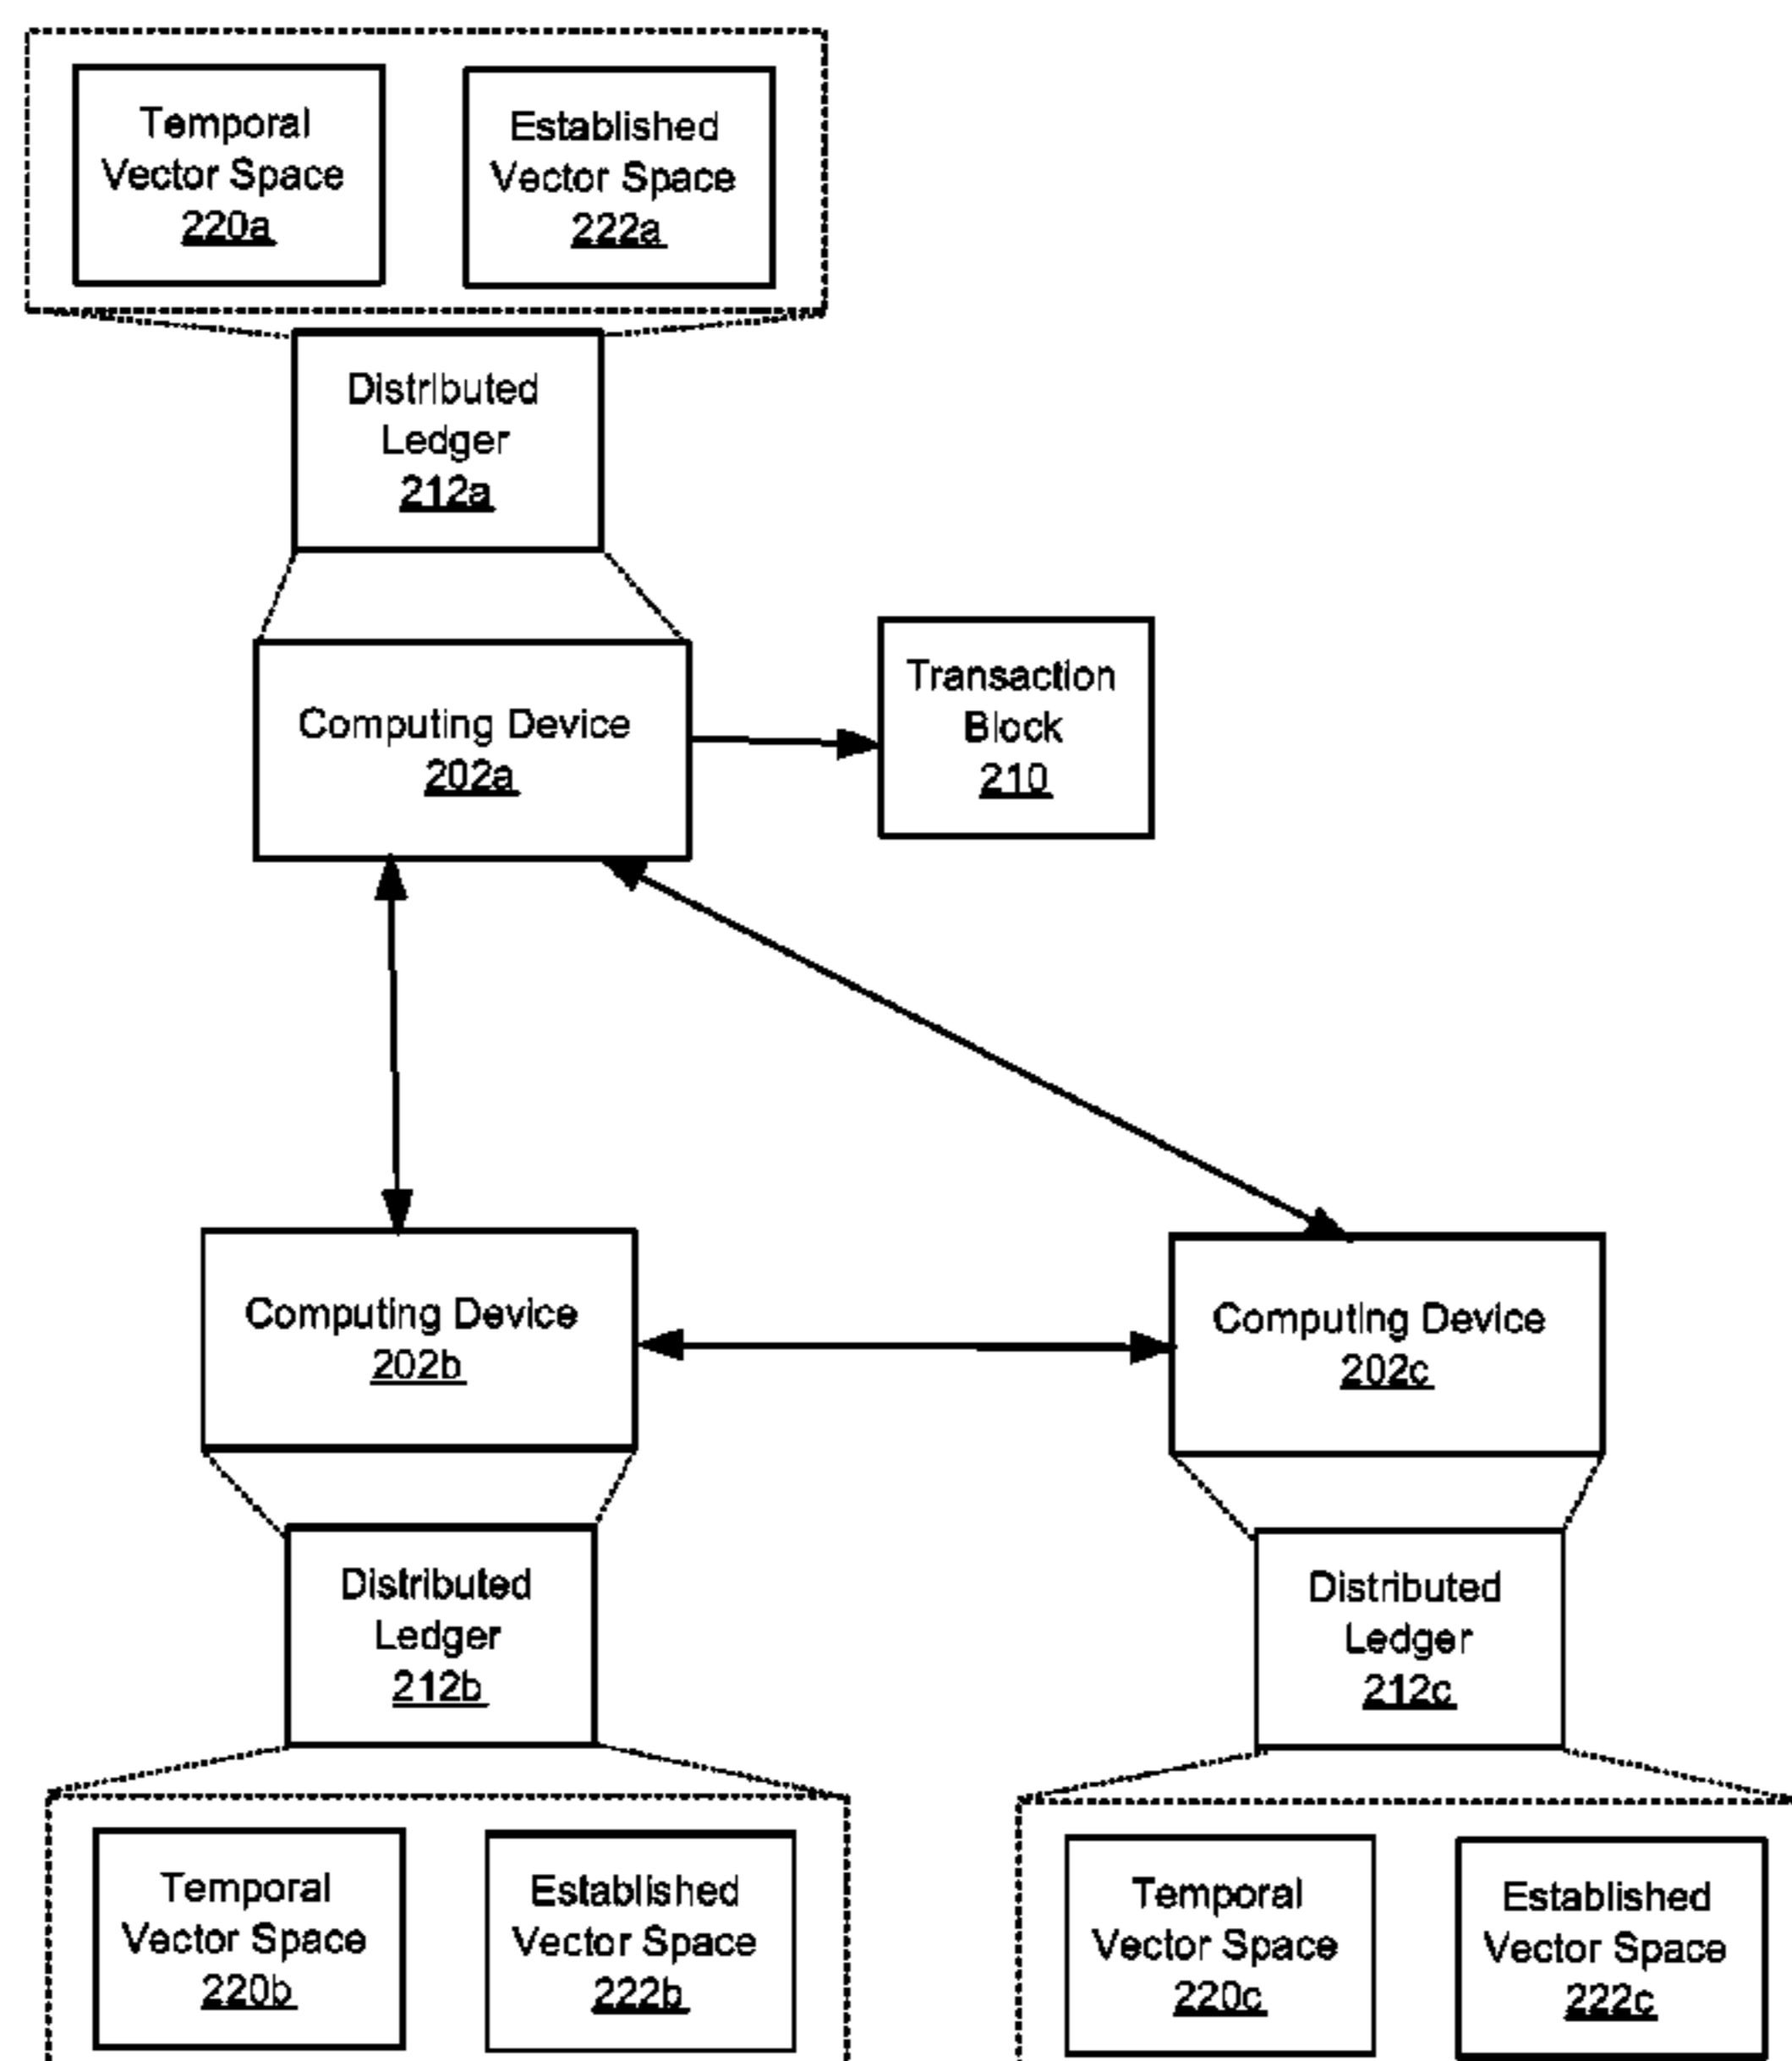 Temporal
Vector Space
220a
Established
Vector Space
222a
Distributed
Ledger
212a
Computing Device
202a
Transaction
Block
210
Computing Device
202b
Computing Device
202c
Distributed
Ledger
212b
Distributed
Ledger
212c
Temporal
Vector Space
220b
Established
Vector Space
222b
Temporal
Vector Space
220c
Established
Vector Space
222c